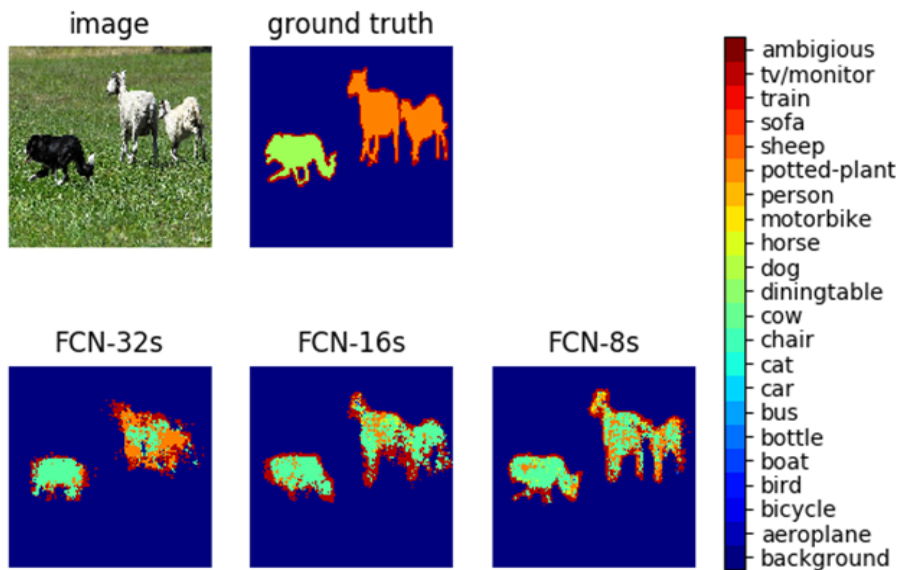 image
ground truth
FCN-32s
FCN-16s
FCN-8s
ambigious
tv/monitor
train
sofa
sheep
potted-plant
person
motorbike
horse
dog
diningtable
cow
chair
cat
car
bus
bottle
boat
bird
bicycle
aeroplane
background